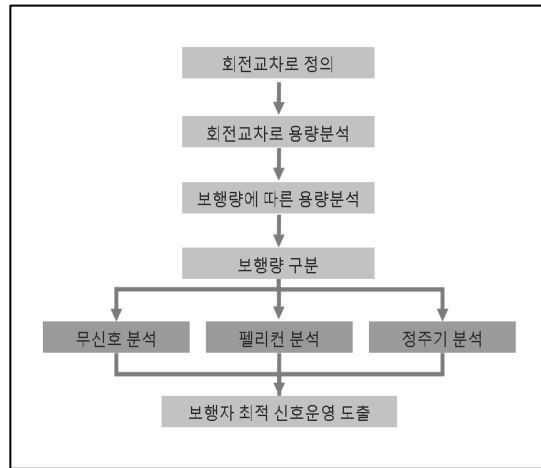 회전교차로 정의
회전교차로 용량분석
보행량에 따른 용량분석
보행량 구분
무신호 분석
펠리컨 분석
정주기 분석
보행자 최적 신호운영 도출